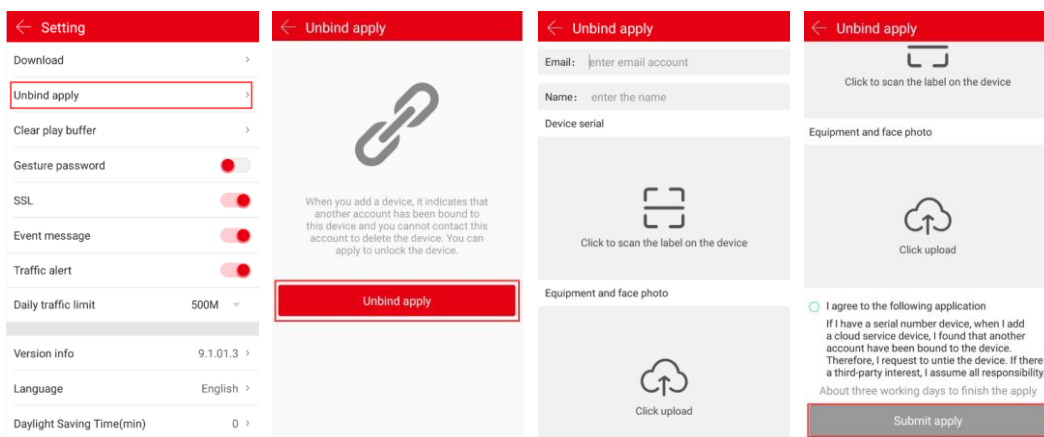 Setting
Download
Unbind apply
Clear play buffer
Gesture password
SSL
Event message
Traffic alert
Daily traffic limit 500M
Version info 9.1.01.3
Language English
Daylight Saving Time(min) 0
Unbind apply
When you add a device, it indicates that
another account has been bound to
this device and you cannot contact this
account to delete the device. You can
apply to unlock the device.
Unbind apply
Unbind apply
Email: enter email account
Name: enter the name
Device serial
Click to scan the label on the device
Equipment and face photo
Click upload
Unbind apply
Click to scan the label on the device
Equipment and face photo
Click upload
I agree to the following application
If I have a serial number device, when I add
a cloud service device, I found that another
account have been bound to the device.
Therefore, I request to untie the device. If there
a third-party interest, I assume all responsibility.
About three working days to finish the apply
Submit apply